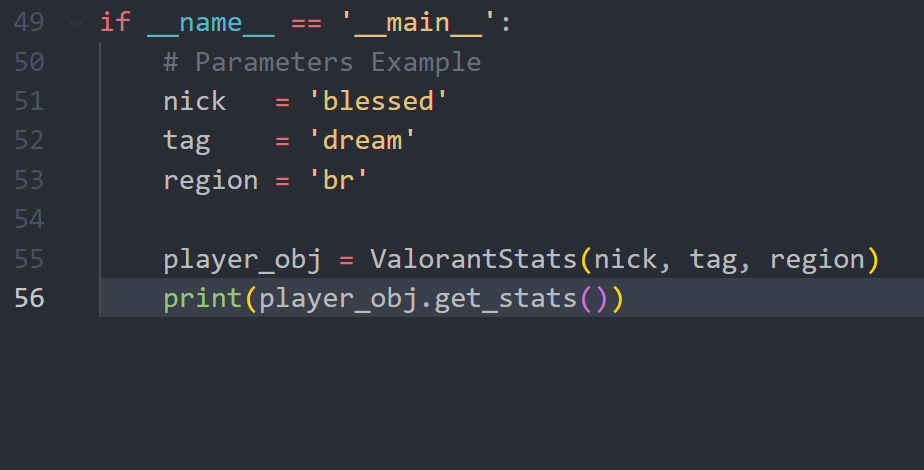 49 if __name__ == '__main__':
50     # Parameters Example
51     nick   = 'blessed'
52     tag    = 'dream'
53     region = 'br'
54
55     player_obj = ValorantStats(nick, tag, region)
56     print(player_obj.get_stats())